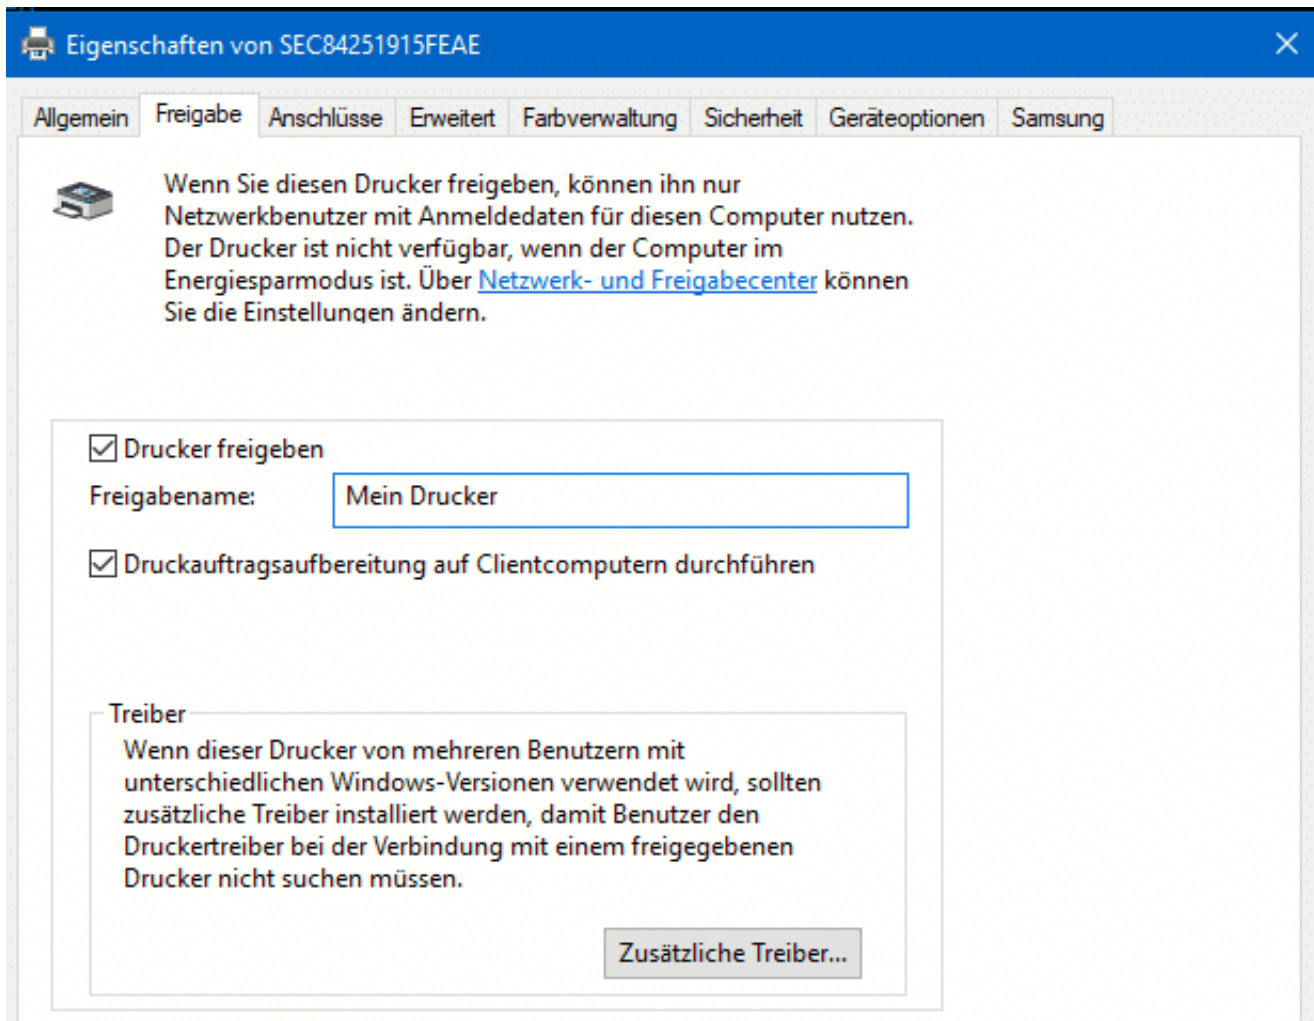 Eigenschaften von SEC84251915FEAE
Allgemein Freigabe Anschlüsse Erweitert Farbverwaltung Sicherheit Geräteoptionen Samsung
Wenn Sie diesen Drucker freigeben, können ihn nur
Netzwerkbenutzer mit Anmeldedaten für diesen Computer nutzen.
Der Drucker ist nicht verfügbar, wenn der Computer im
Energiesparmodus ist. Über Netzwerk- und Freigabecenter können
Sie die Einstellungen ändern.
Drucker freigeben
Freigabename: Mein Drucker
Druckauftragsaufbereitung auf Clientcomputern durchführen
Treiber
Wenn dieser Drucker von mehreren Benutzern mit
unterschiedlichen Windows-Versionen verwendet wird, sollten
zusätzliche Treiber installiert werden, damit Benutzer den
Druckertreiber bei der Verbindung mit einem freigegebenen
Drucker nicht suchen müssen.
Zusätzliche Treiber...